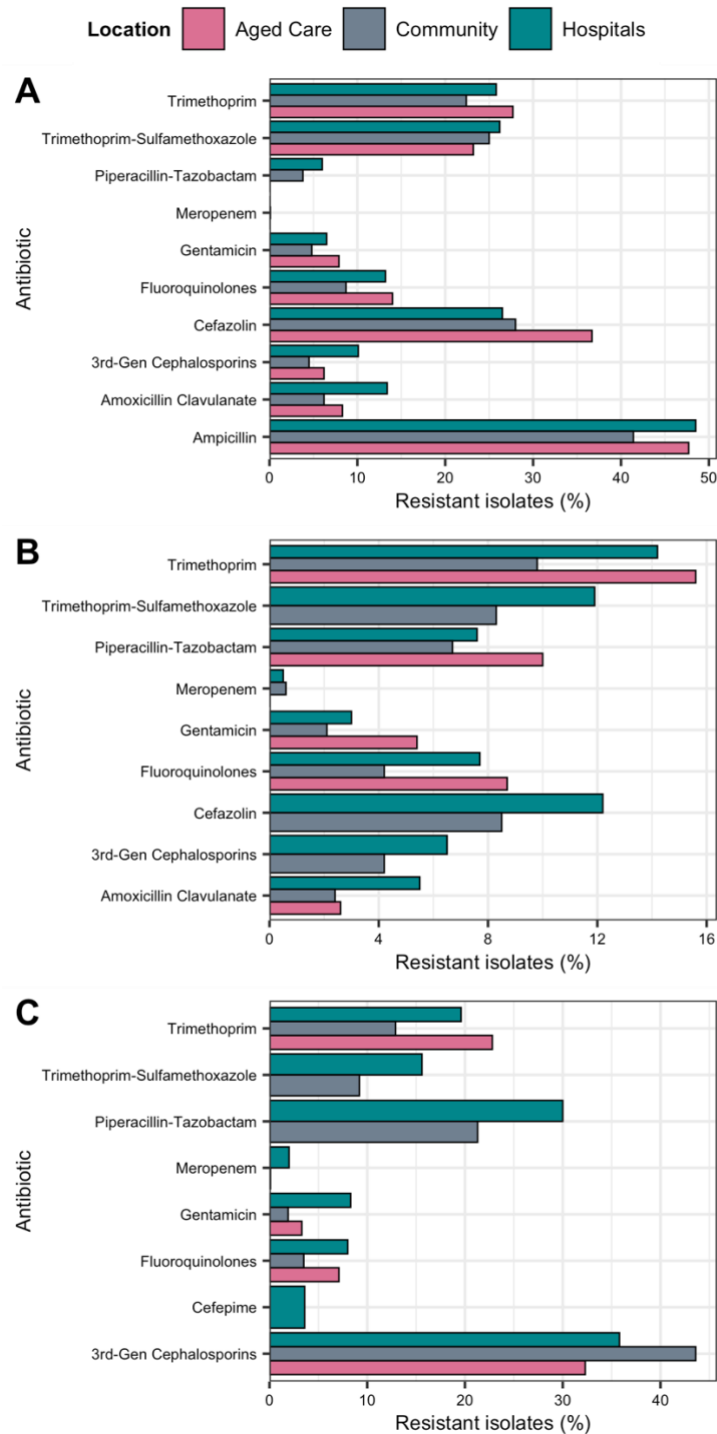 Location Aged Care Community Hospitals
A
Trimethoprim
Trimethoprim-Sulfamethoxazole
Piperacillin-Tazobactam
Meropenem
Gentamicin
Fluoroquinolones
Cefazolin
3rd-Gen Cephalosporins
Amoxicillin Clavulanate
Ampicillin
Antibiotic
0 10 20 30 40 50
Resistant isolates (%)
B
Trimethoprim
Trimethoprim-Sulfamethoxazole
Piperacillin-Tazobactam
Meropenem
Gentamicin
Fluoroquinolones
Cefazolin
3rd-Gen Cephalosporins
Amoxicillin Clavulanate
Antibiotic
0 4 8 12 16
Resistant isolates (%)
C
Trimethoprim
Trimethoprim-Sulfamethoxazole
Piperacillin-Tazobactam
Meropenem
Gentamicin
Fluoroquinolones
Cefepime
3rd-Gen Cephalosporins
Antibiotic
0 10 20 30 40
Resistant isolates (%)